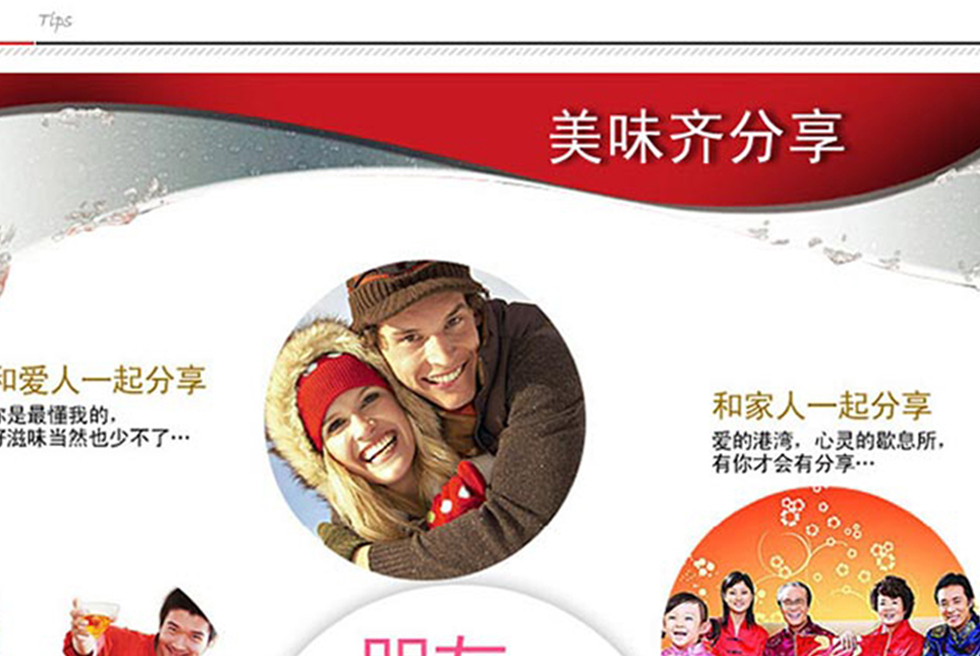 Tips
美味齐分享
和爱人一起分享
你是最懂我的，
好滋味当然也少不了…
和家人一起分享
爱的港湾，心灵的歇息所，
有你才会有分享…
朋友